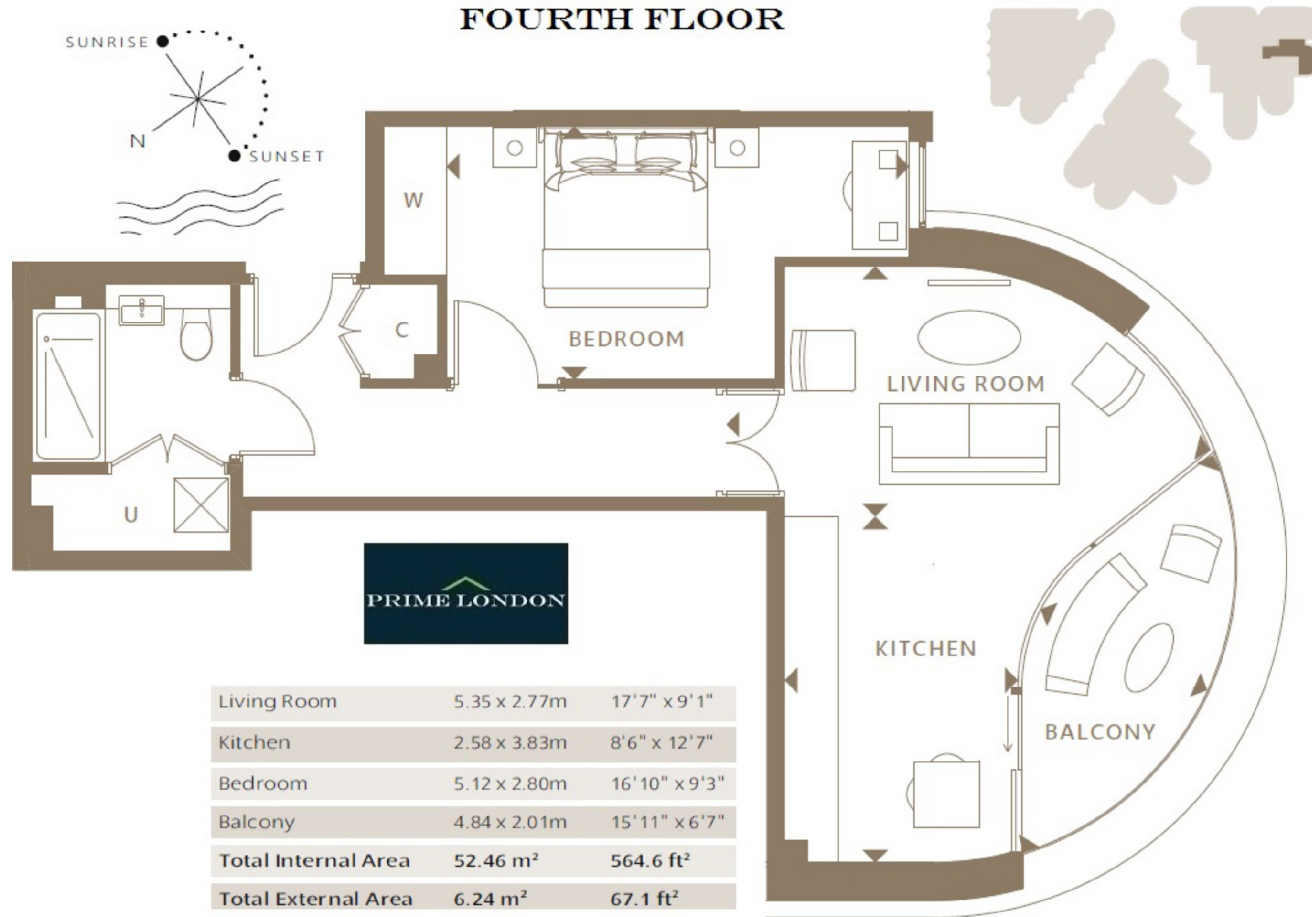 FOURTH FLOOR
SUNRISE
N
SUNSET
W
C
BEDROOM
LIVING ROOM
U
PRIME LONDON
KITCHEN
BALCONY
Living Room 5.35 x 2.77m 17'7" x 9'1"
Kitchen 2.58 x 3.83m 8'6" x 12'7"
Bedroom 5.12 x 2.80m 16'10" x 9'3"
Balcony 4.84 x 2.01m 15'11" x 6'7"
Total Internal Area 52.46 m² 564.6 ft²
Total External Area 6.24 m² 67.1 ft²